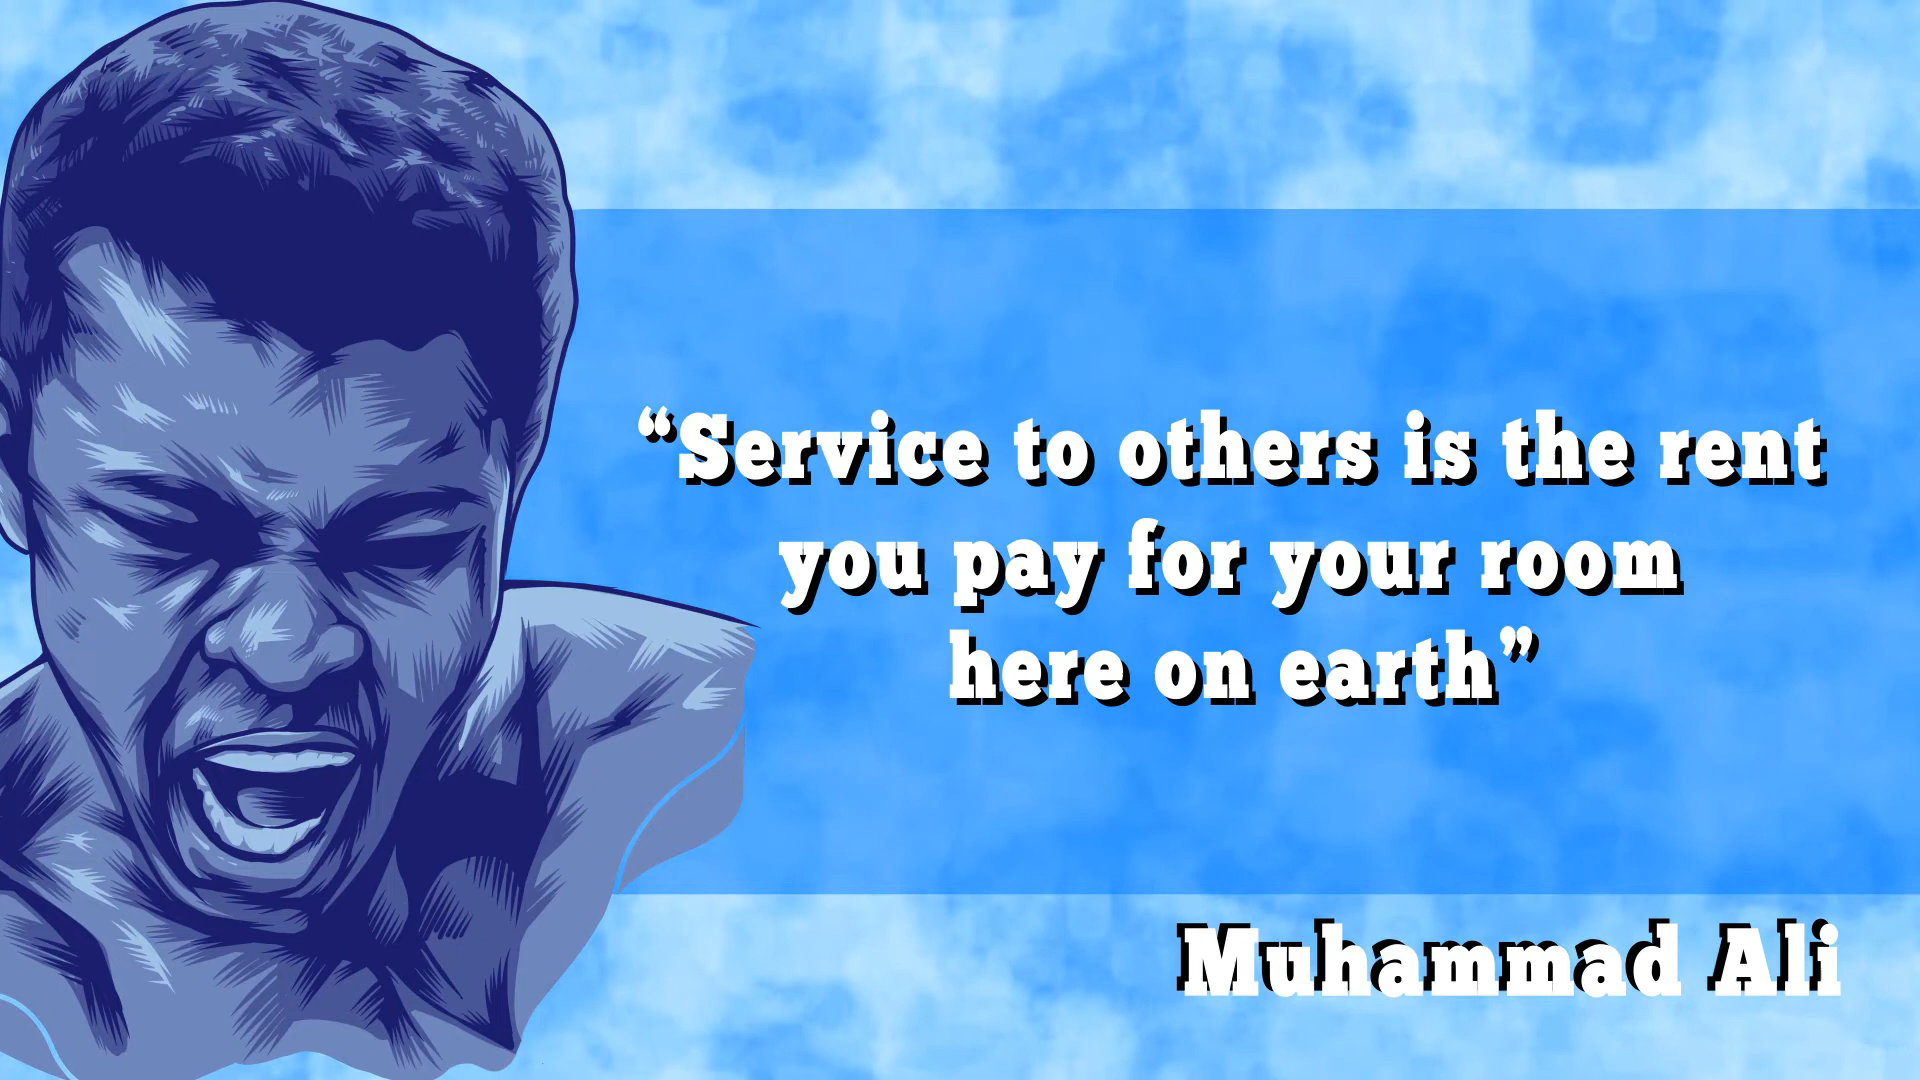 “Service to others is the rent
you pay for your room
here on earth”
Muhammad Ali